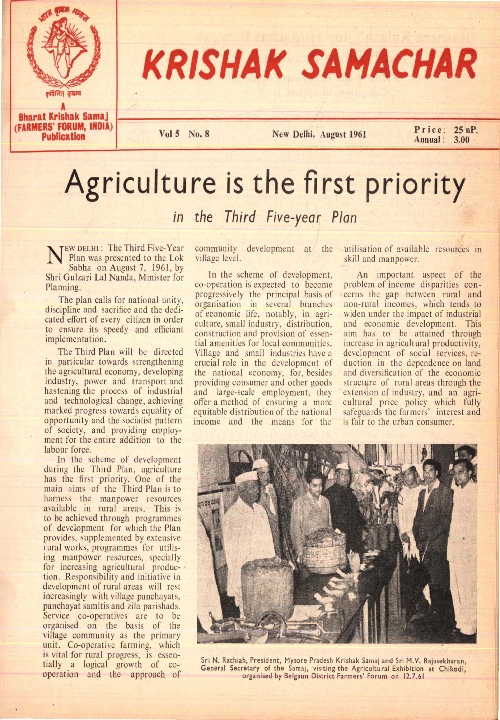 भारत कृषक समाज
कृषिमित् कृषस्व
KRISHAK SAMACHAR
A
Bharat Krishak Samaj
(FARMERS' FORUM, INDIA)
Publication
Vol 5 No. 8
New Delhi, August 1961
Price: 25 nP.
Annual: 3.00
Agriculture is the first priority
in the Third Five-year Plan
NEW DELHI: The Third Five-Year
Plan was presented to the Lok
Sabha on August 7, 1961, by
Shri Gulzari Lal Nanda, Minister for
Planning.
The plan calls for national unity,
discipline and sacrifice and the dedi-
cated effort of every citizen in order
to ensure its speedy and efficient
implementation.
The Third Plan will be directed
in particular towards strengthening
the agricultural economy, developing
industry, power and transport and
hastening the process of industrial
and technological change, achieving
marked progress towards equality of
opportunity and the socialist pattern
of society, and providing employ-
ment for the entire addition to the
labour force.
In the scheme of development
during the Third Plan, agriculture
has the first priority. One of the
main aims of the Third Plan is to
harness the manpower resources
available in rural areas. This is
to be achieved through programmes
of development for which the Plan
provides, supplemented by extensive
rural works, programmes for utilis-
ing manpower resources, specially
for increasing agricultural produc-
tion. Responsibility and initiative in
development of rural areas will rest
increasingly with village panchayats,
panchayat samitis and zila parishads.
Service co-operatives are to be
organised on the basis of the
village community as the primary
unit. Co-operative farming, which
is vital for rural progress, is essen-
tially a logical growth of co-
operation and the approach of
community development at the
village level.
In the scheme of development,
co-operation is expected to become
progressively the principal basis of
organisation in several branches
of economic life, notably, in agri-
culture, small industry, distribution,
construction and provision of essen-
tial amenities for local communities.
Village and small industries have a
crucial role in the development of
the national economy, for, besides
providing consumer and other goods
and large-scale employment, they
offer a method of ensuring a more
equitable distribution of the national
income and the means for the
utilisation of available resources in
skill and manpower.
An important aspect of the
problem of income disparities con-
cerns the gap between rural and
non-rural incomes, which tends to
widen under the impact of industrial
and economic development. This
aim has to be attained through
increase in agricultural productivity,
development of social services, re-
duction in the dependence on land
and diversification of the economic
structure of rural areas through the
extension of industry, and an agri-
cultural price policy which fully
safeguards the farmers' interest and
is fair to the urban consumer.
Sri N. Rachiah, President, Mysore Pradesh Krishak Samaj and Sri M.V. Rajasekharan,
General Secretary of the Samaj, visiting the Agricultural Exhibition at Chikodi,
organised by Belgaun District Farmers' Forum on 12.7.61